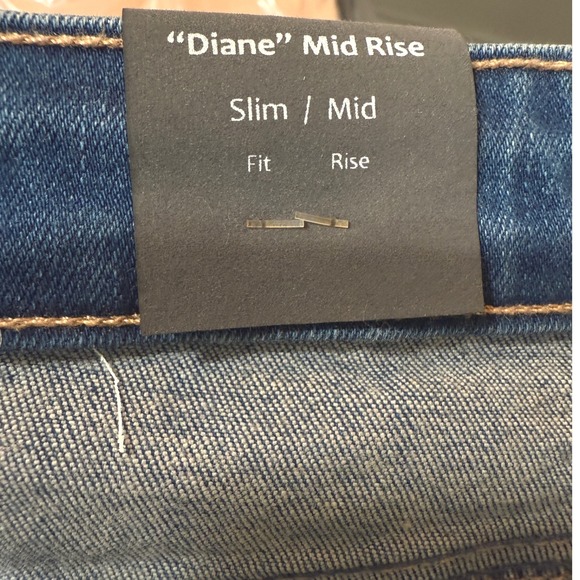 “Diane” Mid Rise
Slim / Mid
Fit Rise